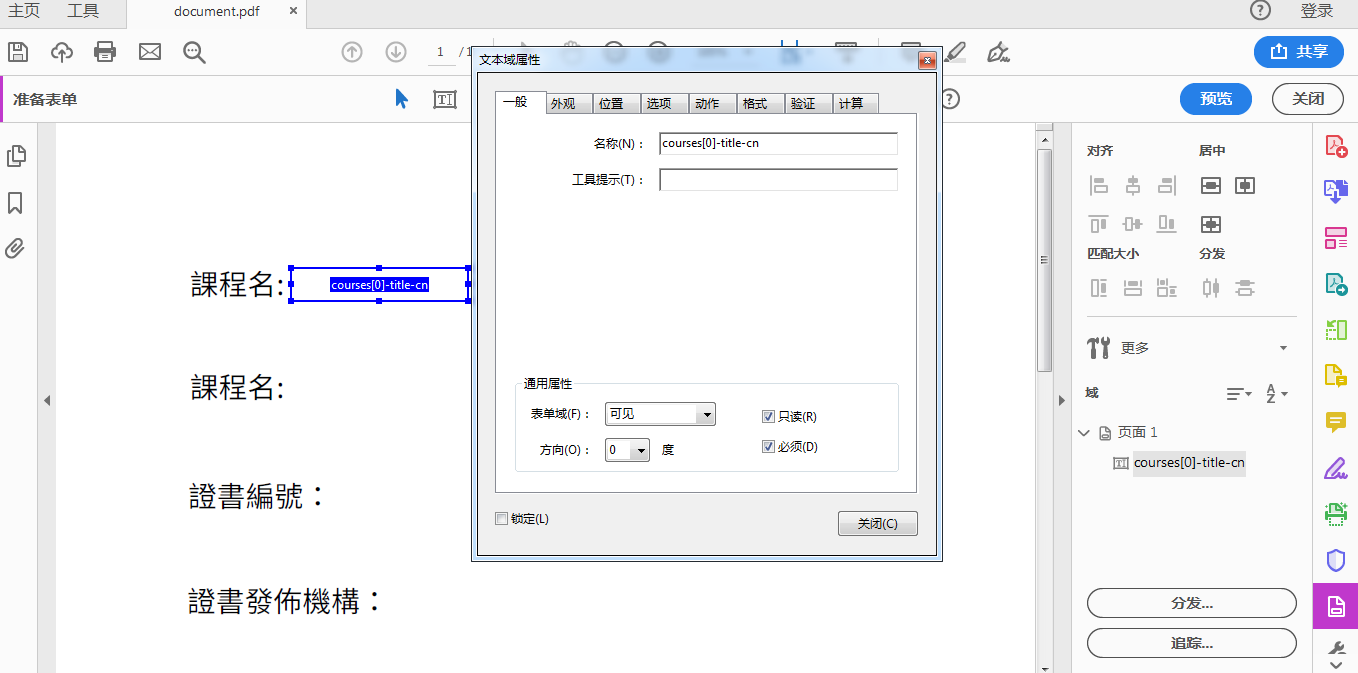 主页 工具 document.pdf × 登录
1 / 1 共享
准备表单 预览 关闭
文本域属性
一般 外观 位置 选项 动作 格式 验证 计算
名称(N)： courses[0]-title-cn
工具提示(T)：
通用属性
表单域(F)： 可见 只读(R)
方向(O)： 0 度 必须(D)
锁定(L) 关闭(C)
課程名: courses[0]-title-cn
課程名:
證書編號：
證書發佈機構：
对齐 居中
匹配大小 分发
更多
域
页面 1
courses[0]-title-cn
分发...
追踪...